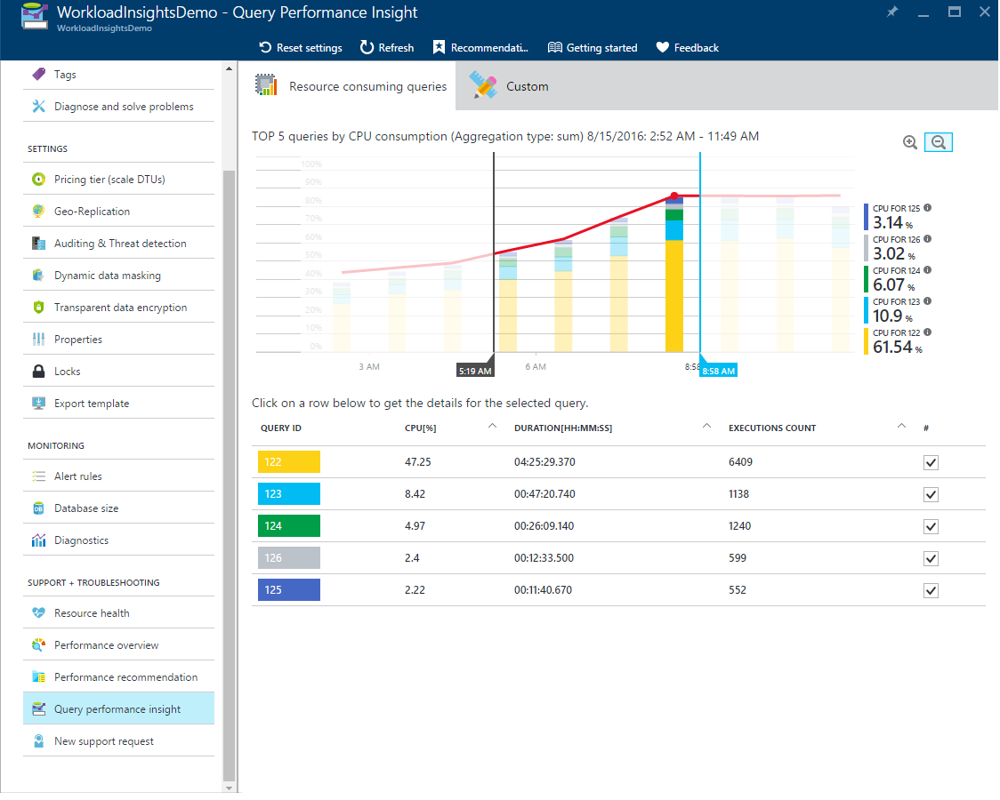 WorkloadInsightsDemo - Query Performance Insight
WorkloadInsightsDemo
Reset settings Refresh Recommendati... Getting started Feedback
Tags
Diagnose and solve problems
SETTINGS
Pricing tier (scale DTUs)
Geo-Replication
Auditing & Threat detection
Dynamic data masking
Transparent data encryption
Properties
Locks
Export template
MONITORING
Alert rules
Database size
Diagnostics
SUPPORT + TROUBLESHOOTING
Resource health
Performance overview
Performance recommendation
Query performance insight
New support request
Resource consuming queries Custom
TOP 5 queries by CPU consumption (Aggregation type: sum) 8/15/2016: 2:52 AM - 11:49 AM
100%
90%
80%
70%
60%
50%
40%
30%
20%
10%
0%
3 AM 6 AM 8:58
5:19 AM 8:58 AM
CPU FOR 125
3.14 %
CPU FOR 126
3.02 %
CPU FOR 124
6.07 %
CPU FOR 123
10.9 %
CPU FOR 122
61.54 %
Click on a row below to get the details for the selected query.
QUERY ID CPU[%] DURATION[HH:MM:SS] EXECUTIONS COUNT #
122 47.25 04:25:29.370 6409
123 8.42 00:47:20.740 1138
124 4.97 00:26:09.140 1240
126 2.4 00:12:33.500 599
125 2.22 00:11:40.670 552